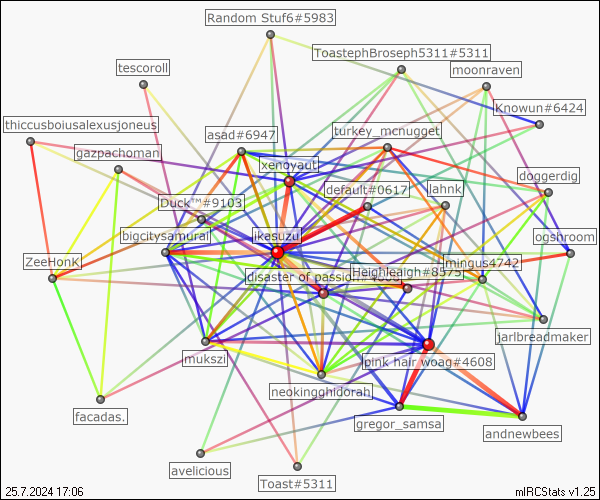 Random Stuf6#5983
ToastephBroseph5311#5311
tescoroll
moonraven
Knowun#6424
thiccusboiusalexusjoneus
asad#6947
turkey_mcnugget
gazpachoman
xenoyaut
doggerdig
default#0617
lahnk
Duck™#9103
bigcitysamurai
ikesuzu
ogshroom
ZeeHonK
mingus4742
disaster of passion
Heighleaigh#8575
jarlbreadmaker
mukszi
pink hair woag#4608
neokingghidorah
facadas.
gregor_samsa
andnewbees
avelicious
Toast#5311
25.7.2024 17:06
mIRCStats v1.25